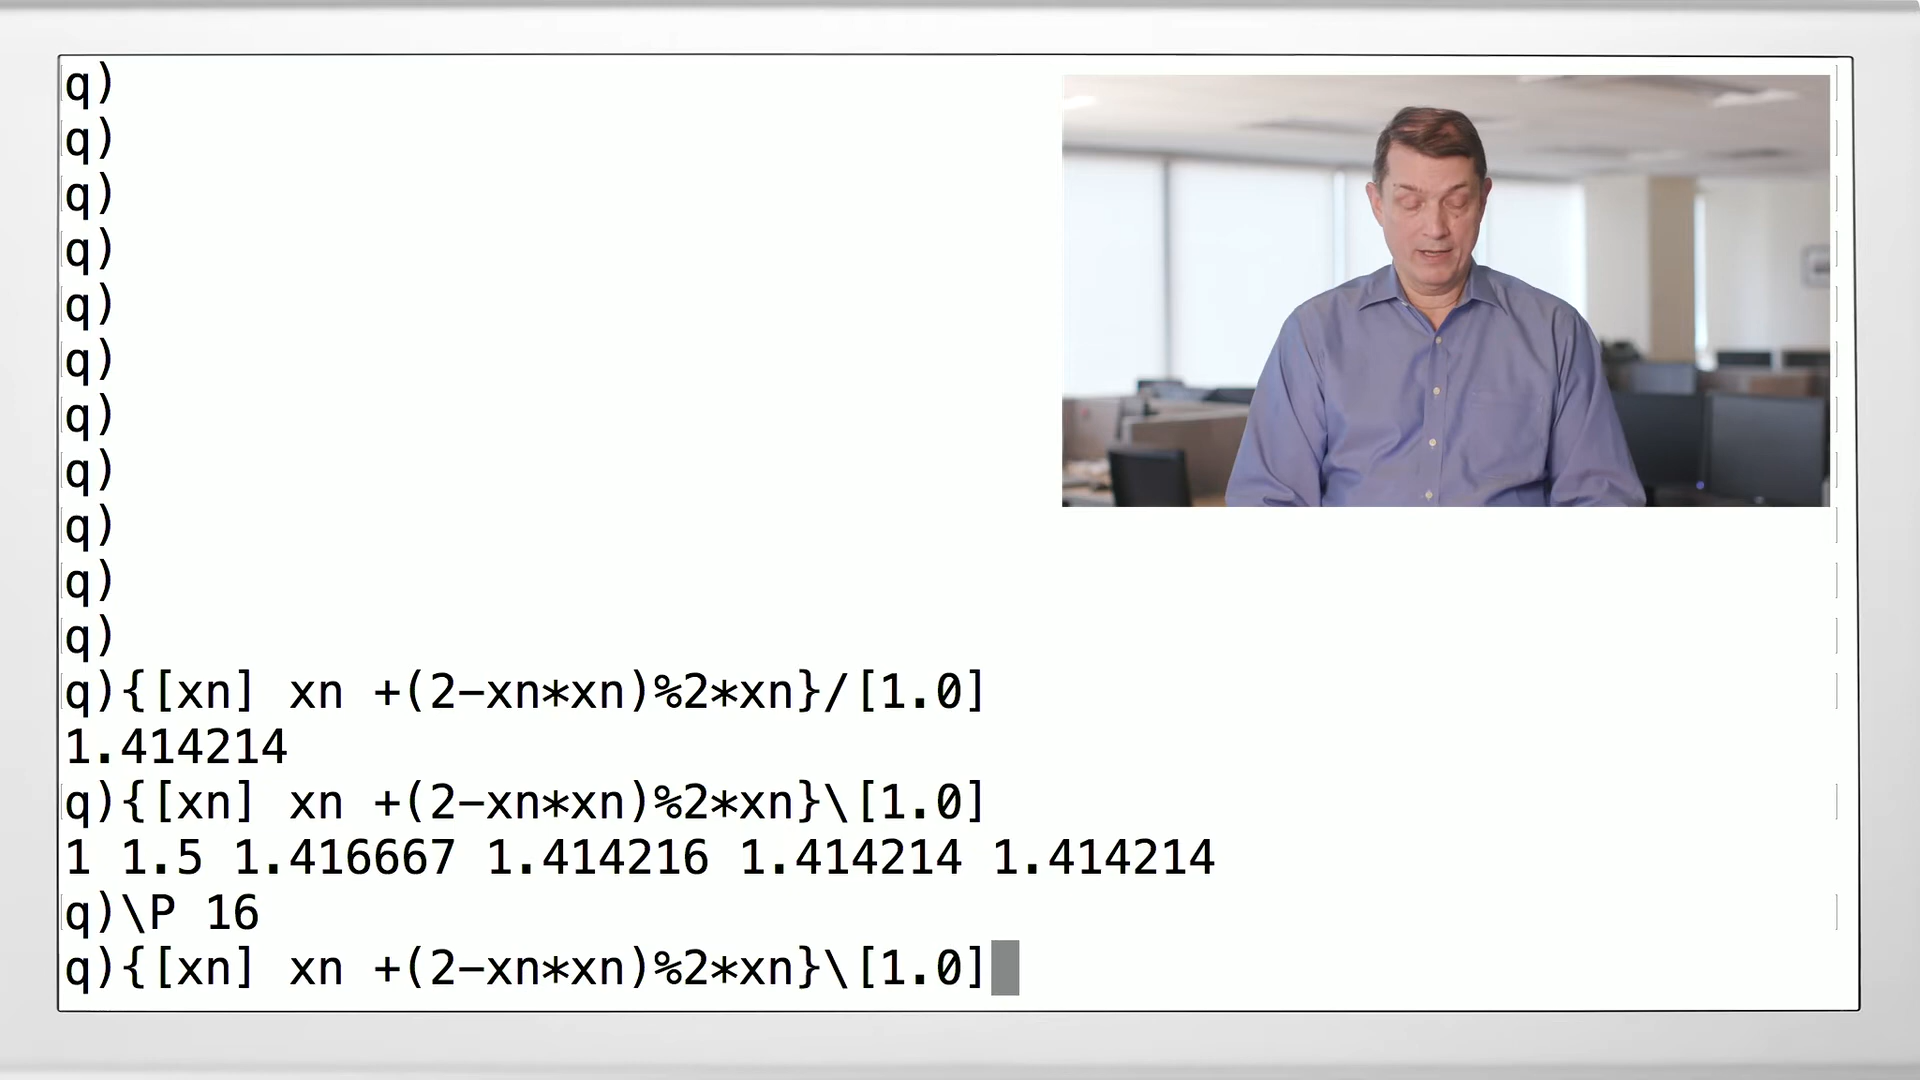 q)
q)
q)
q)
q)
q)
q)
q)
q)
q)
q)
q){[xn] xn +(2-xn*xn)%2*xn}/[1.0]
1.414214
q){[xn] xn +(2-xn*xn)%2*xn}\[1.0]
1 1.5 1.416667 1.414216 1.414214 1.414214
q)\P 16
q){[xn] xn +(2-xn*xn)%2*xn}\[1.0]